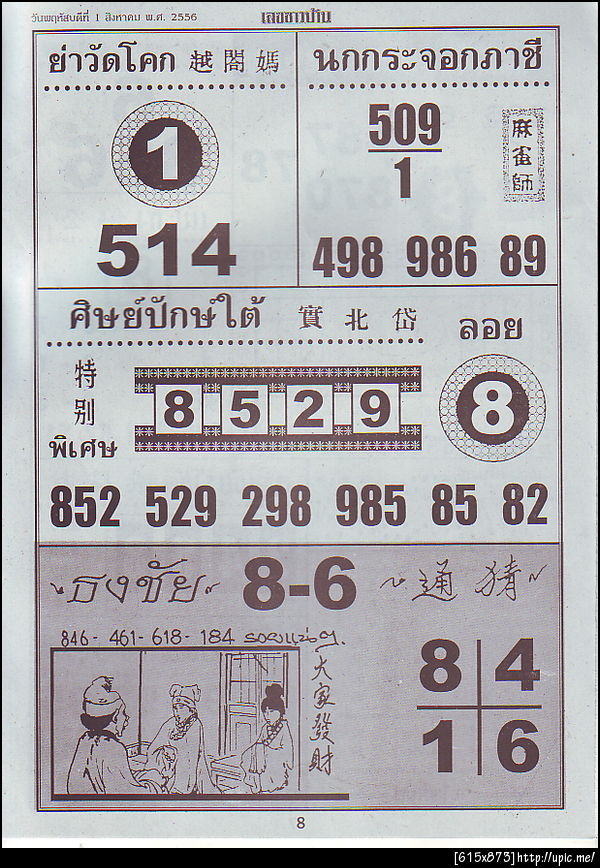 วันพฤหัสบดีที่ 1 สิงหาคม พ.ศ. 2556
เลขชาวบ้าน
ย่าวัดโคก 越閣媽
1
514
นกกระจอกภาชี
509
1
麻雀師
498 986 89
ศิษย์ปักษ์ใต้ 寶北岱
ลอย
特别
พิเศษ
8 5 2 9
8
852 529 298 985 85 82
ธงชัย 8-6 通猜
846 - 461 - 618 - 184
大家發財
8 4
1 6
8
[615x873]http://upic.me/